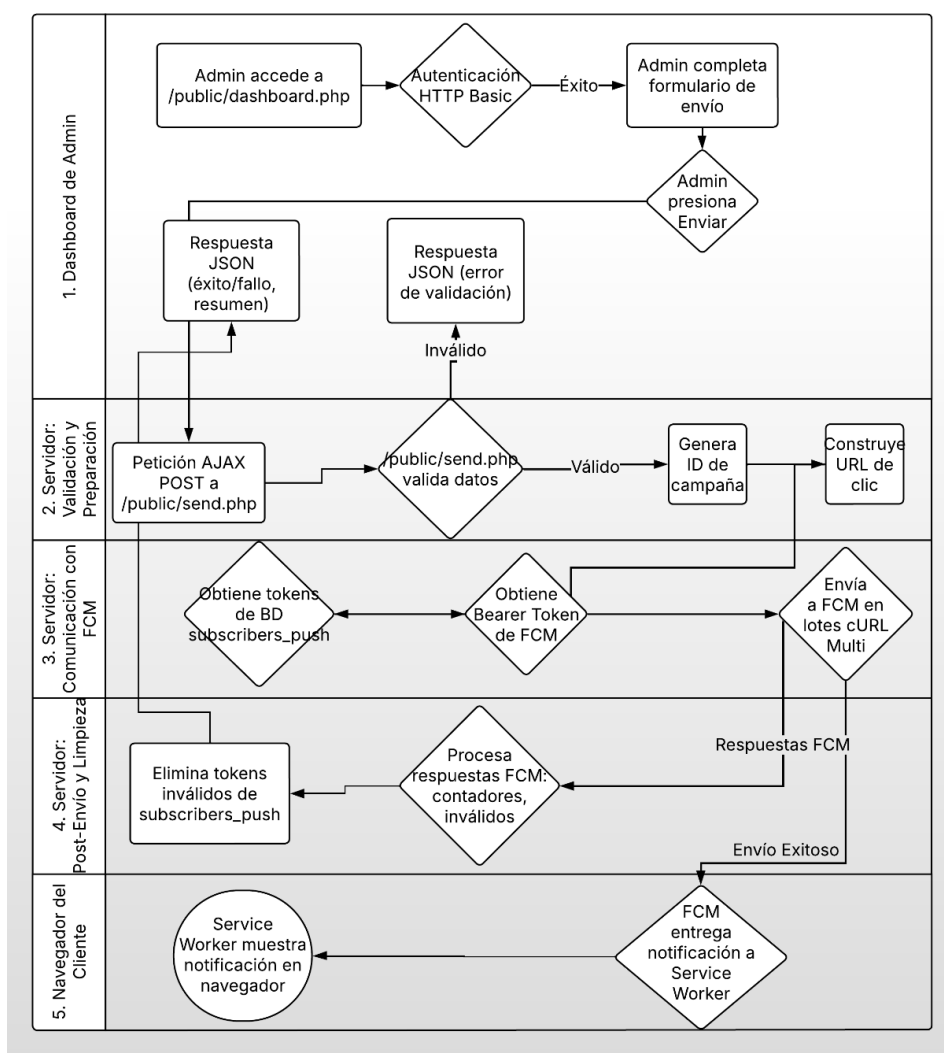 1. Dashboard de Admin
Admin accede a
/public/dashboard.php
Autenticación
HTTP Basic
Éxito
Admin completa
formulario de
envío
Admin
presiona
Enviar
Respuesta
JSON
(éxito/fallo,
resumen)
Respuesta
JSON (error
de validación)
Inválido
2. Servidor:
Validación y
Preparación
Petición AJAX
POST a
/public/send.php
/public/send.php
valida datos
Válido
Genera
ID de
campaña
Construye
URL de
clic
3. Servidor:
Comunicación con
FCM
Obtiene tokens
de BD
subscribers_push
Obtiene
Bearer Token
de FCM
Envía
a FCM en
lotes cURL
Multi
4. Servidor:
Post-Envío y Limpieza
Elimina tokens
inválidos de
subscribers_push
Procesa
respuestas FCM:
contadores,
inválidos
Respuestas FCM
Envío Exitoso
5. Navegador del
Cliente
Service
Worker muestra
notificación en
navegador
FCM
entrega
notificación a
Service
Worker